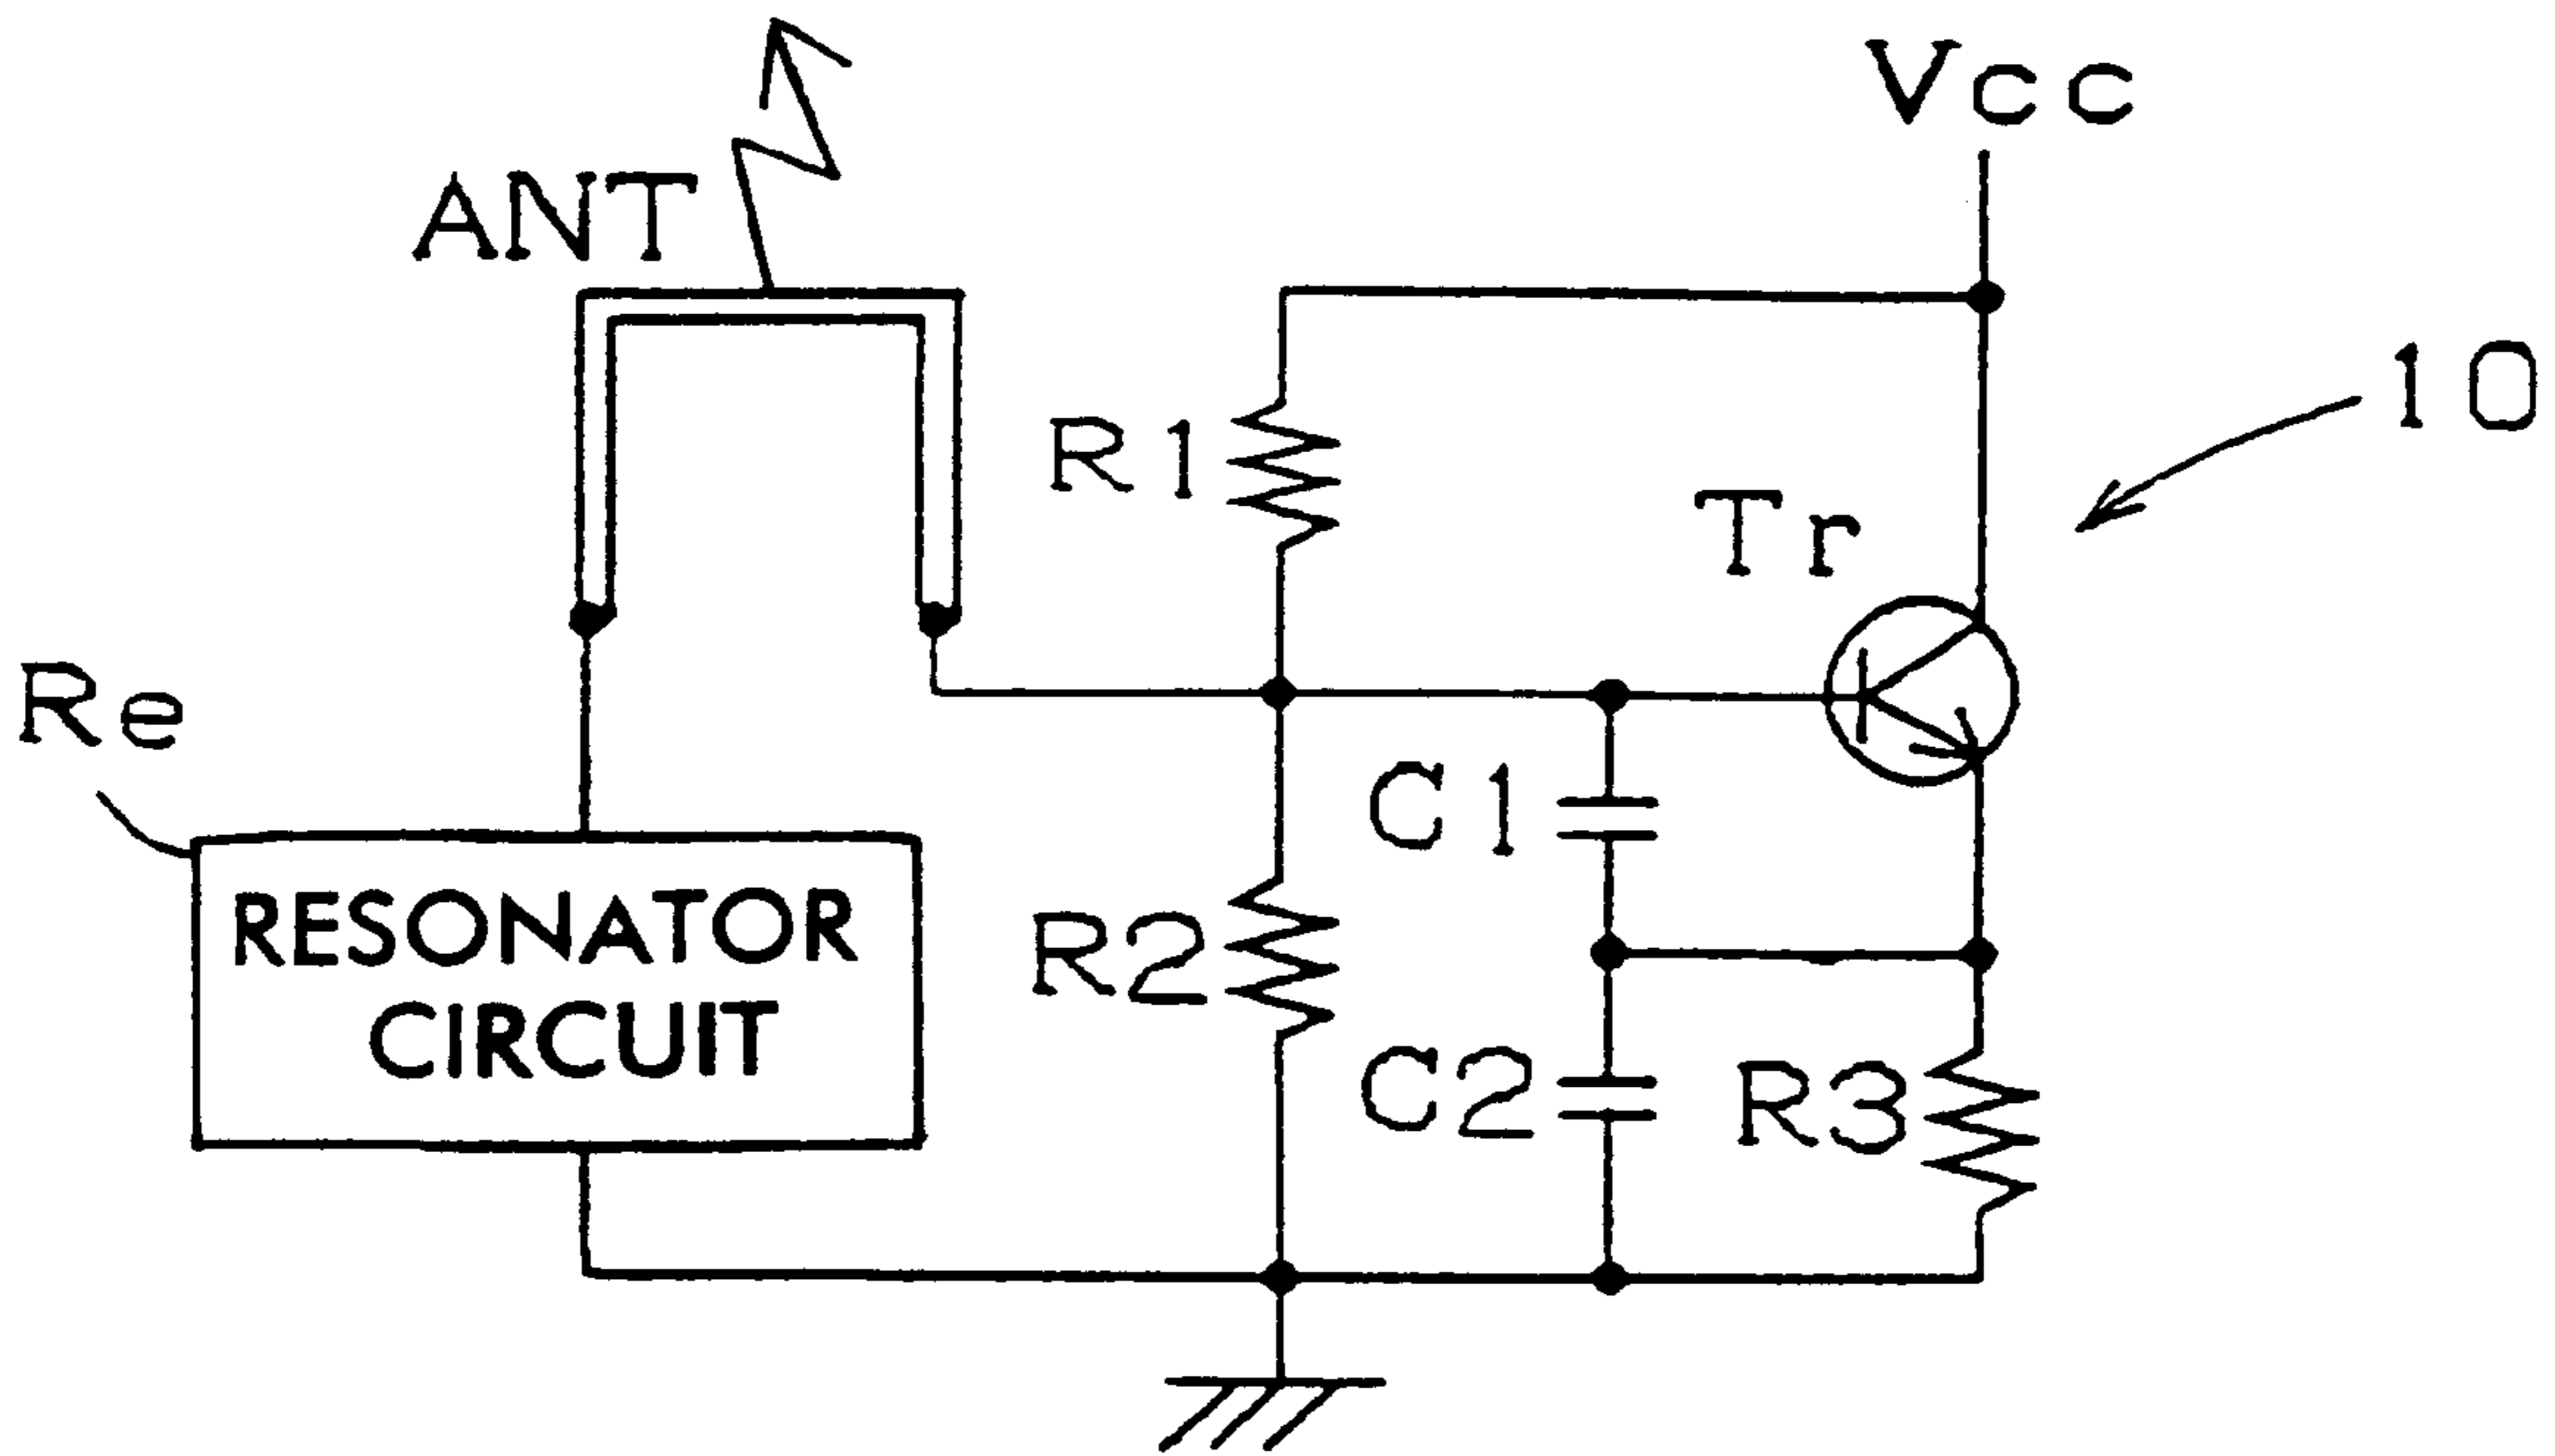 Vcc
ANT
10
R1
Tr
Re
C1
RESONATOR
CIRCUIT
R2
C2
R3